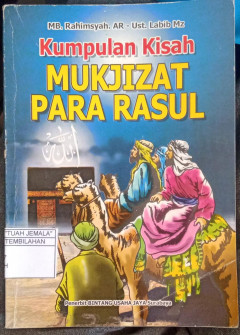 MB. Rahimsyah. AR - Ust. Labib Mz
Kumpulan Kisah
MUKJIZAT
PARA RASUL
"TUAH JEMALA"
TEMBILAHAN
Penerbit BINTANG USAHA JAYA Surabaya